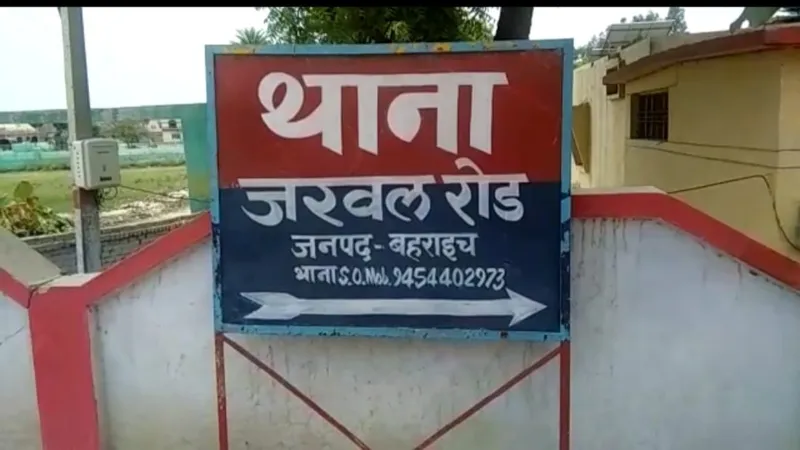 थाना
जरवल रोड
जनपद - बहराइच
थाना S.O. Mob. 9454402973